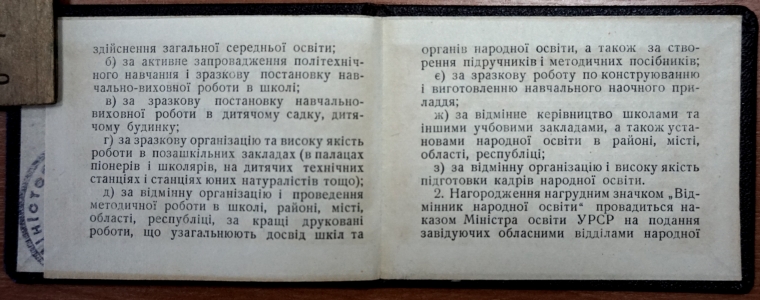 здійснення загальної середньої освіти;
б) за активне запровадження політехніч-
ного навчання і зразкову постановку нав-
чально-виховної роботи в школі;
в) за зразкову постановку навчально-
виховної роботи в дитячому садку, дитя-
чому будинку;
г) за зразкову організацію та високу якість
роботи в позашкільних закладах (в палацах
піонерів і школярів, на дитячих технічних
станціях і станціях юних натуралістів тощо);
д) за відмінну організацію і проведення
методичної роботи в школі, районі, місті,
області, республіці, за кращі друковані
роботи, що узагальнюють досвід шкіл та
МІНІСТ
органів народної освіти, а також за ство-
рення підручників і методичних посібників;
є) за зразкову роботу по конструюванню
і виготовленню навчального наочного при-
ладдя;
ж) за відмінне керівництво школами та
іншими учбовими закладами, а також уста-
новами народної освіти в районі, місті,
області, республіці;
з) за відмінну організацію і високу якість
підготовки кадрів народної освіти.
2. Нагородження нагрудним значком „Від-
мінник народної освіти" провадиться на-
казом Міністра освіти УРСР на подання
завідуючих обласними відділами народної